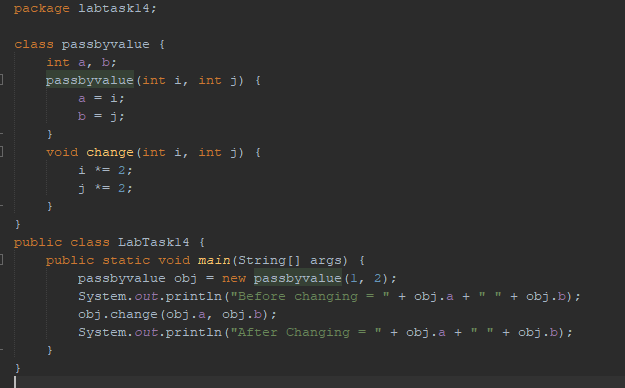 package labtask14;
class passbyvalue {
int a, b;
passbyvalue(int i, int j) {
a = i;
b = j;
}
void change(int i, int j) {
i *= 2;
j *= 2;
}
}
public class LabTask14 {
public static void main(String[] args) {
passbyvalue obj = new passbyvalue(1, 2);
System.out.println("Before changing = " + obj.a + " " + obj.b);
obj.change(obj.a, obj.b);
System.out.println("After Changing = " + obj.a + " " + obj.b);
}
}